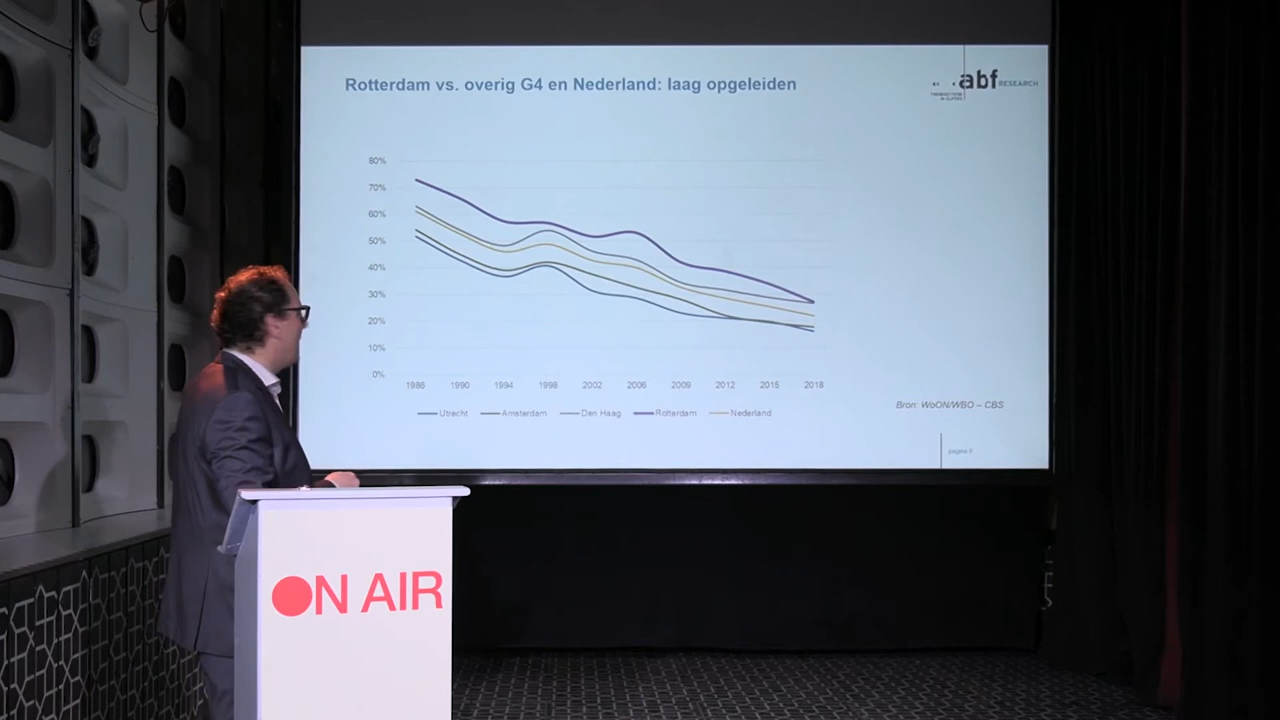 Rotterdam vs. overig G4 en Nederland: laag opgeleiden
abf RESEARCH
80%
70%
60%
50%
40%
30%
20%
10%
0%
1986 1990 1994 1998 2002 2006 2009 2012 2015 2018
Utrecht Amsterdam Den Haag Rotterdam Nederland
Bron: WoON/WBO – CBS
ON AIR